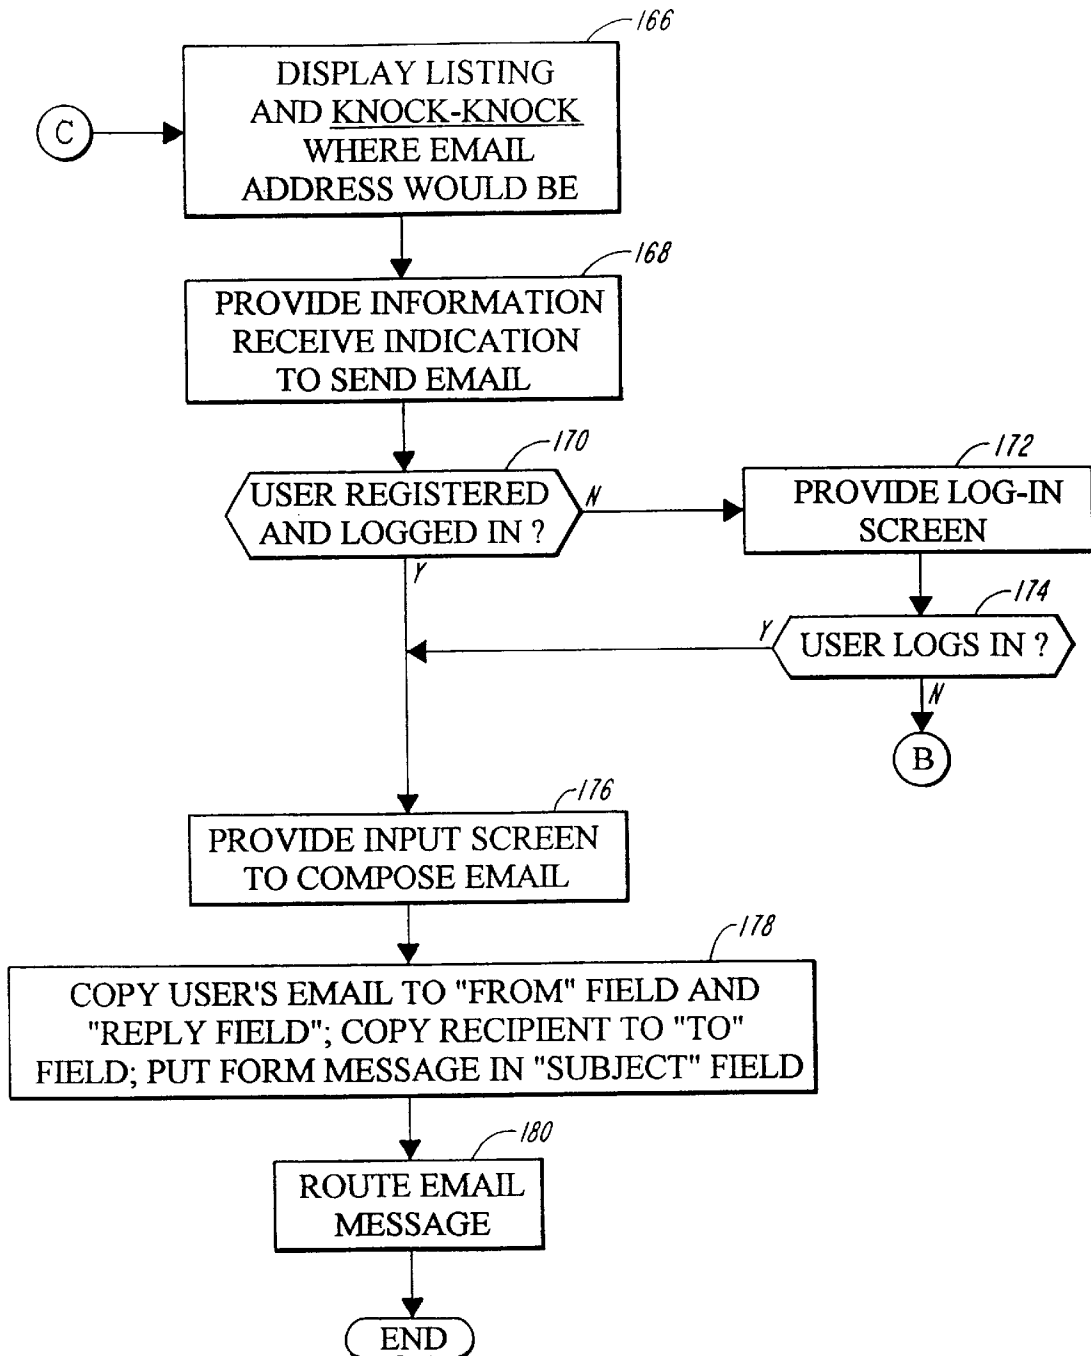 166
DISPLAY LISTING
AND KNOCK-KNOCK
WHERE EMAIL
ADDRESS WOULD BE
C
168
PROVIDE INFORMATION
RECEIVE INDICATION
TO SEND EMAIL
170
USER REGISTERED
AND LOGGED IN ?
N
Y
172
PROVIDE LOG-IN
SCREEN
174
USER LOGS IN ?
Y
N
B
176
PROVIDE INPUT SCREEN
TO COMPOSE EMAIL
178
COPY USER'S EMAIL TO "FROM" FIELD AND
"REPLY FIELD"; COPY RECIPIENT TO "TO"
FIELD; PUT FORM MESSAGE IN "SUBJECT" FIELD
180
ROUTE EMAIL
MESSAGE
END